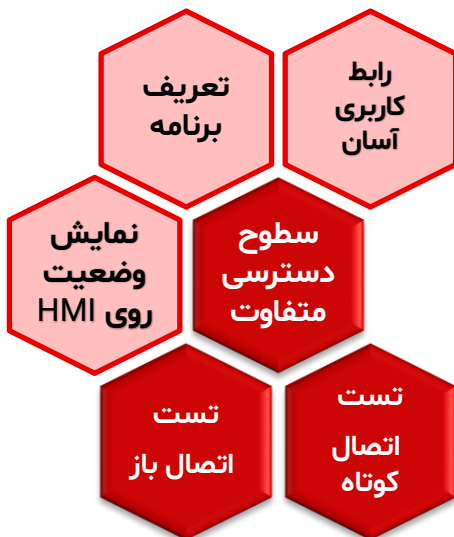 رابط
کاربری
آسان
تعریف
برنامه
سطوح
دسترسی
متفاوت
نمایش
وضعیت
روی HMI
تست
اتصال
کوتاه
تست
اتصال باز